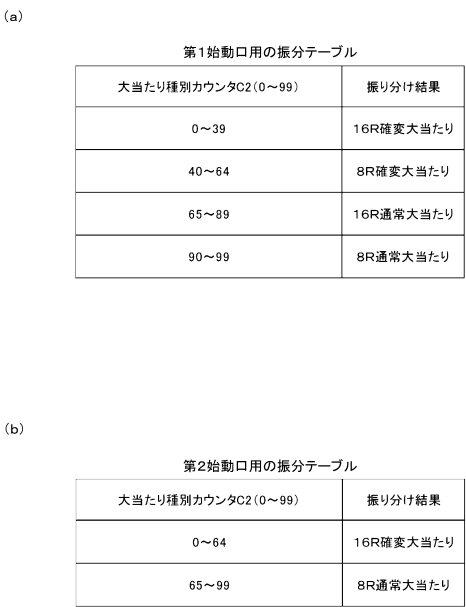 (a)
第1始動口用の振分テーブル
大当たり種別カウンタC2(0～99) 振り分け結果
0～39 16R確変大当たり
40～64 8R確変大当たり
65～89 16R通常大当たり
90～99 8R通常大当たり
(b)
第2始動口用の振分テーブル
大当たり種別カウンタC2(0～99) 振り分け結果
0～64 16R確変大当たり
65～99 8R通常大当たり